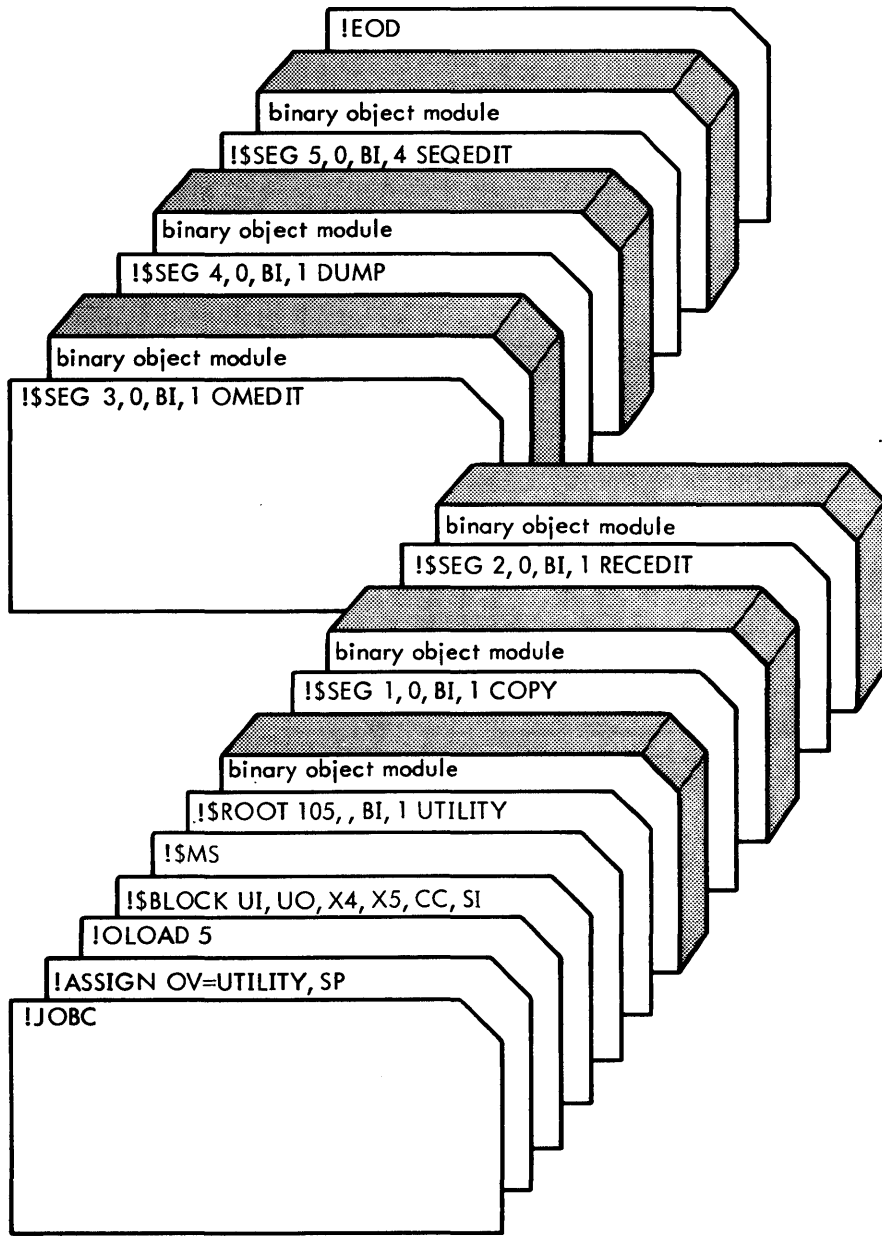 !EOD
binary object module
!$SEG 5, 0, BI, 4 SEQEDIT
binary object module
!$SEG 4, 0, BI, 1 DUMP
binary object module
!$SEG 3, 0, BI, 1 OMEDIT
binary object module
!$SEG 2, 0, BI, 1 RECEDIT
binary object module
!$SEG 1, 0, BI, 1 COPY
binary object module
!$ROOT 105, , BI, 1 UTILITY
!$MS
!$BLOCK UI, UO, X4, X5, CC, SI
!OLOAD 5
!ASSIGN OV=UTILITY, SP
!JOBC